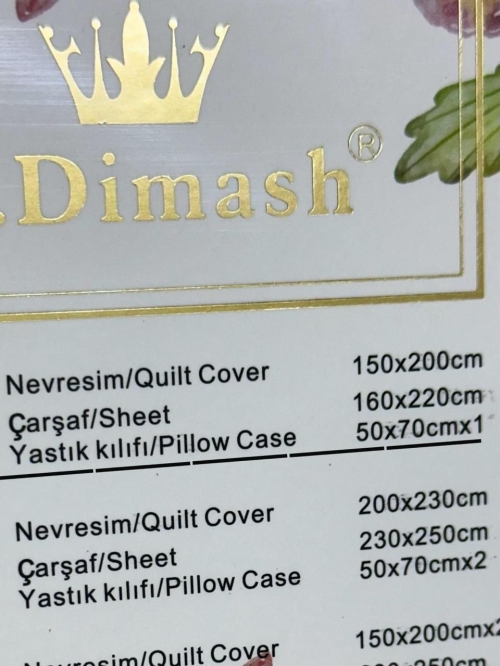 .Dimash®
Nevresim/Quilt Cover 150x200cm
Çarşaf/Sheet 160x220cm
Yastık kılıfı/Pillow Case 50x70cmx1
Nevresim/Quilt Cover 200x230cm
Çarşaf/Sheet 230x250cm
Yastık kılıfı/Pillow Case 50x70cmx2
Nevresim/Quilt Cover 150x200cmx2